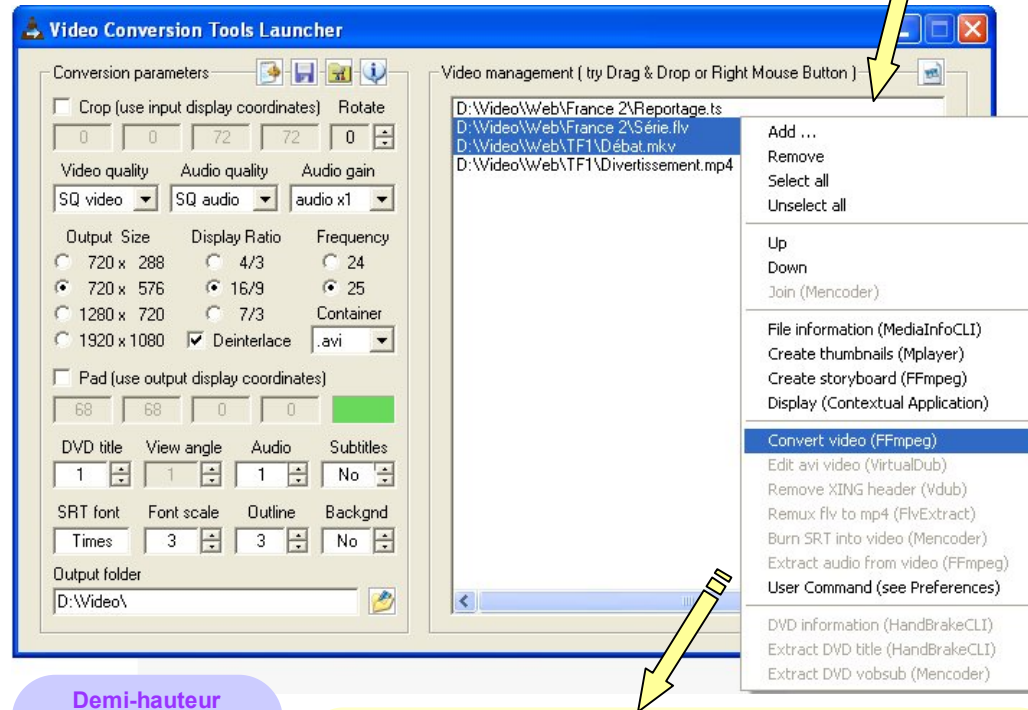 Video Conversion Tools Launcher
Conversion parameters
Crop (use input display coordinates) Rotate
0 0 72 72 0
Video quality Audio quality Audio gain
SQ video SQ audio audio x1
Output Size Display Ratio Frequency
720 x 288 4/3 24
720 x 576 16/9 25
1280 x 720 7/3 Container
1920 x 1080 Deinterlace .avi
Pad (use output display coordinates)
68 68 0 0
DVD title View angle Audio Subtitles
1 1 1 No
SRT font Font scale Outline Backgnd
Times 3 3 No
Output folder
D:\Video\
Video management ( try Drag & Drop or Right Mouse Button )
D:\Video\Web\France 2\Reportage.ts
D:\Video\Web\France 2\Série.flv
D:\Video\Web\TF1\Débat.mkv
D:\Video\Web\TF1\Divertissement.mp4
Add ...
Remove
Select all
Unselect all
Up
Down
Join (Mencoder)
File information (MediaInfoCLI)
Create thumbnails (Mplayer)
Create storyboard (FFmpeg)
Display (Contextual Application)
Convert video (FFmpeg)
Edit avi video (VirtualDub)
Remove XING header (Vdub)
Remux flv to mp4 (FlvExtract)
Burn SRT into video (Mencoder)
Extract audio from video (FFmpeg)
User Command (see Preferences)
DVD information (HandBrakeCLI)
Extract DVD title (HandBrakeCLI)
Extract DVD vobsub (Mencoder)
Demi-hauteur